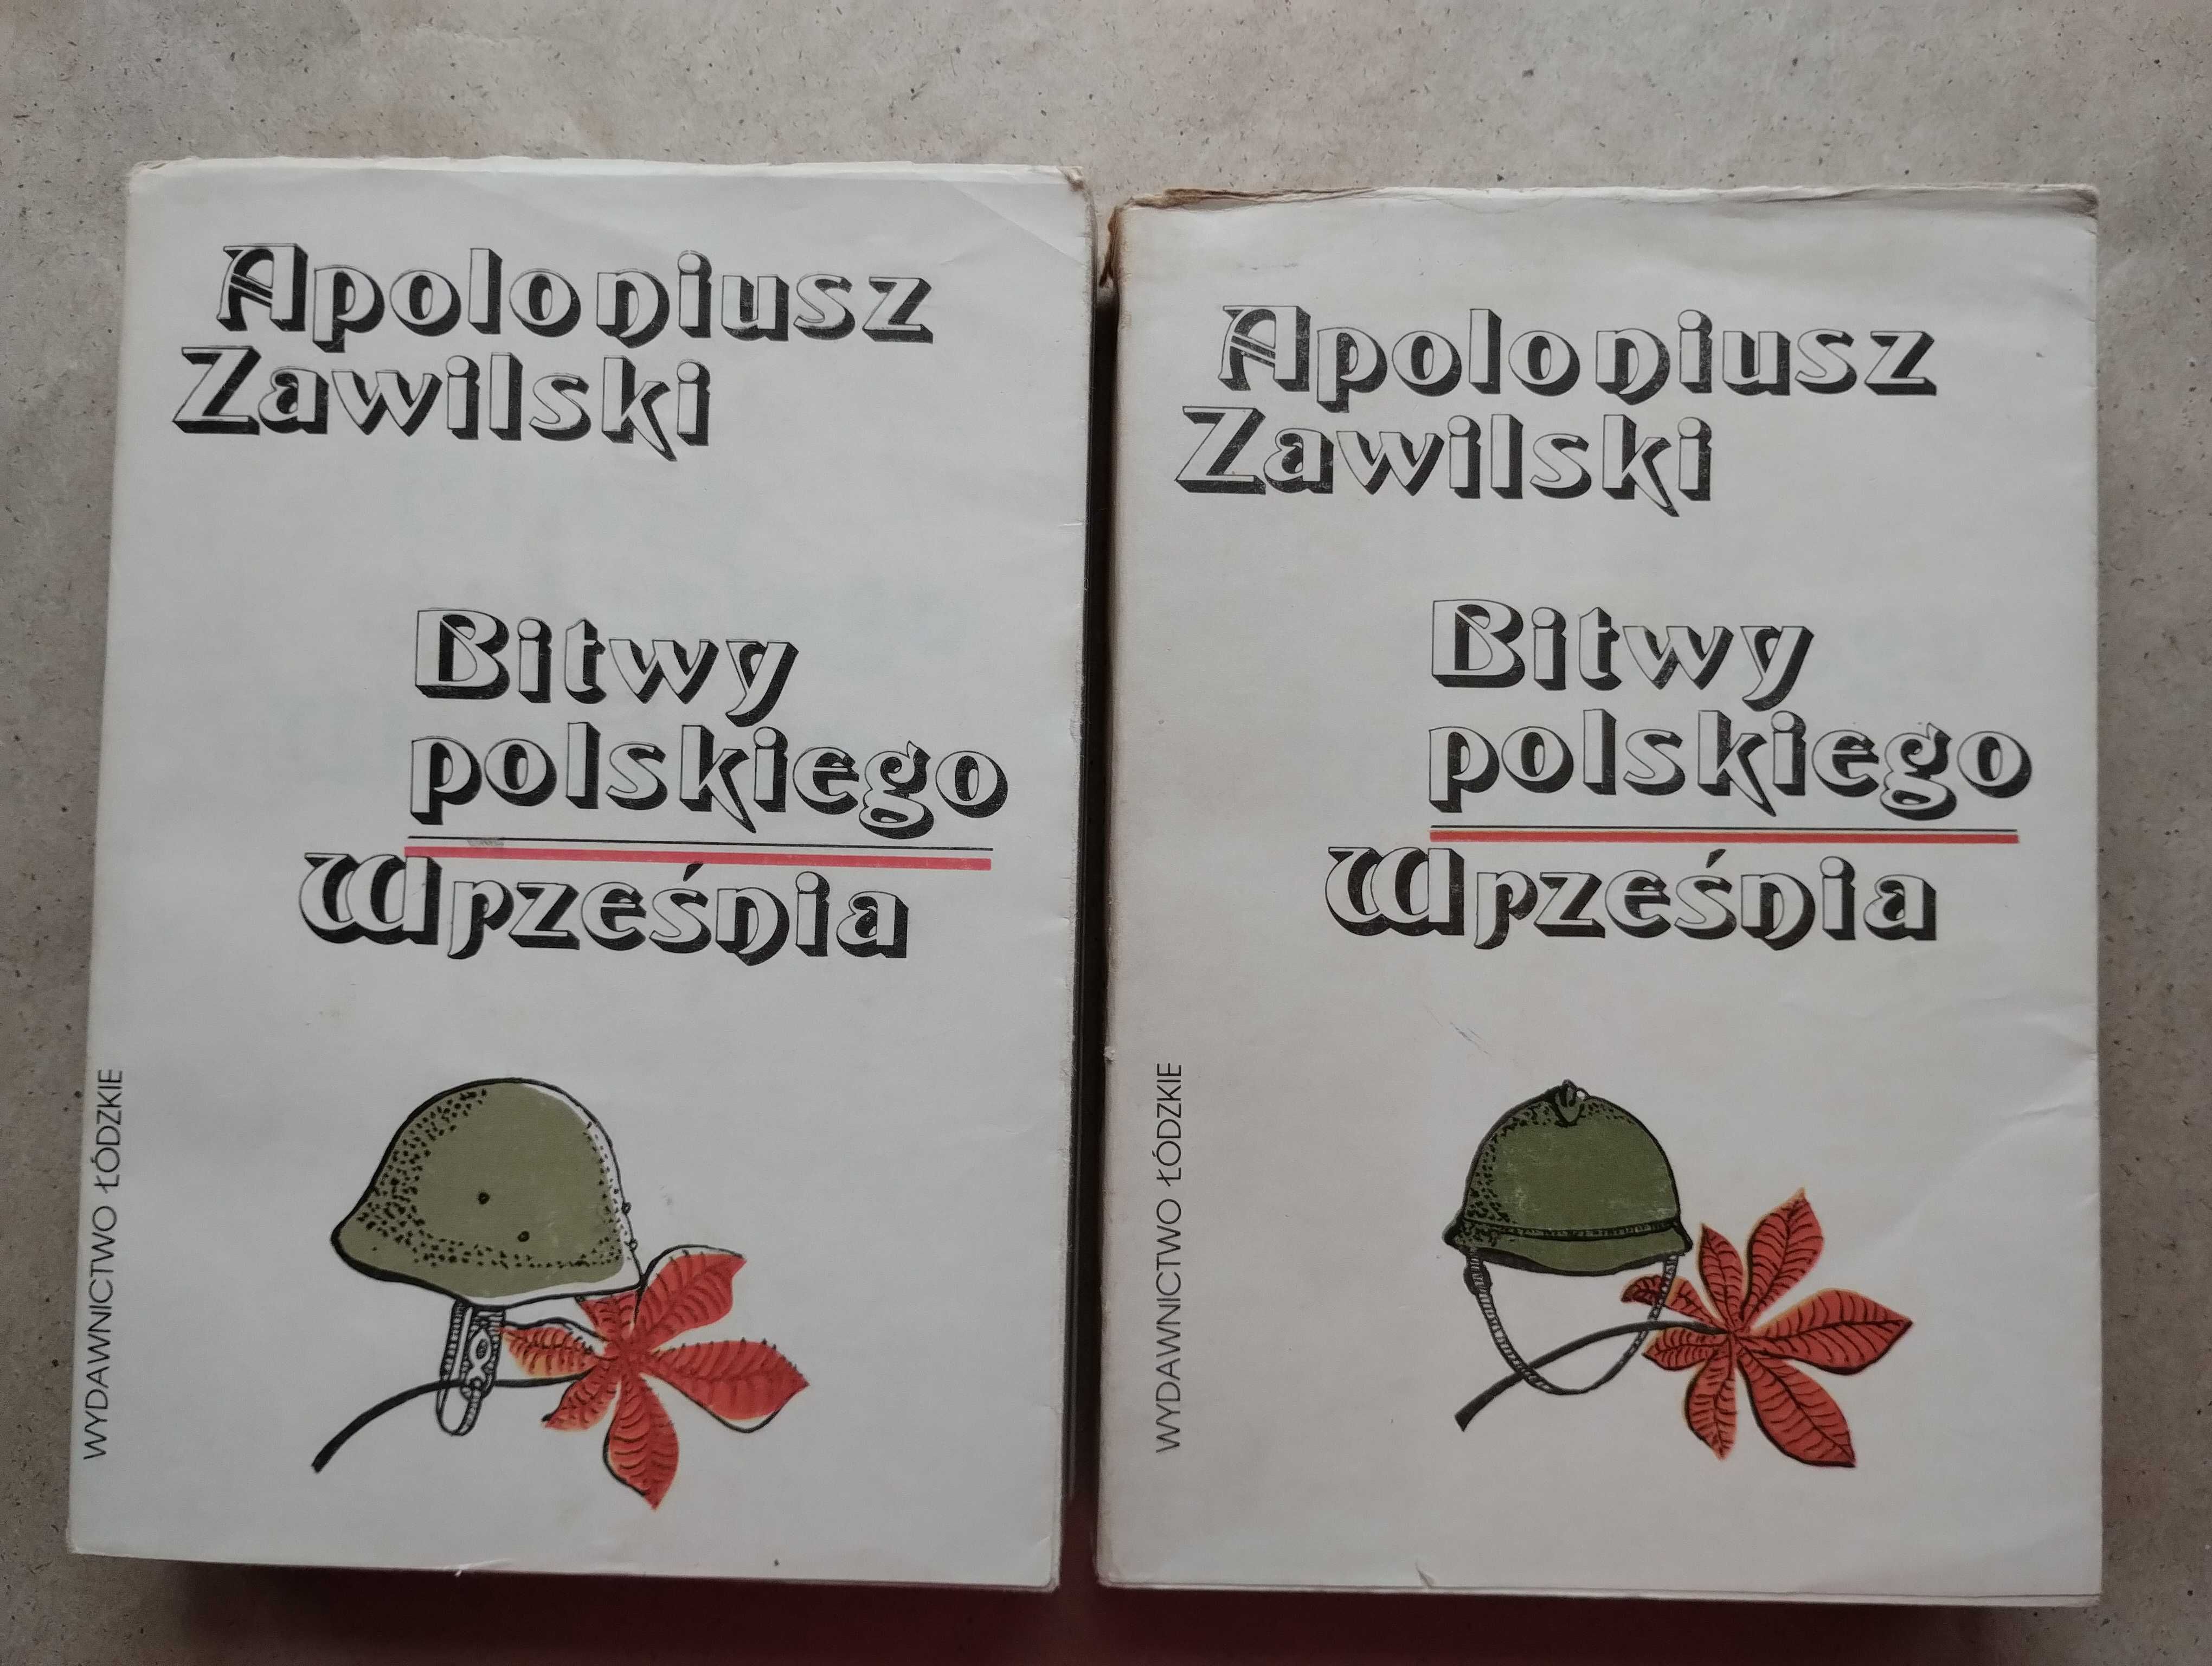 Apoloniusz
Zawilski
Bitwy
polskiego
Września
WYDAWNICTWO ŁÓDZKIE
Apoloniusz
Zawilski
Bitwy
polskiego
Września
WYDAWNICTWO ŁÓDZKIE